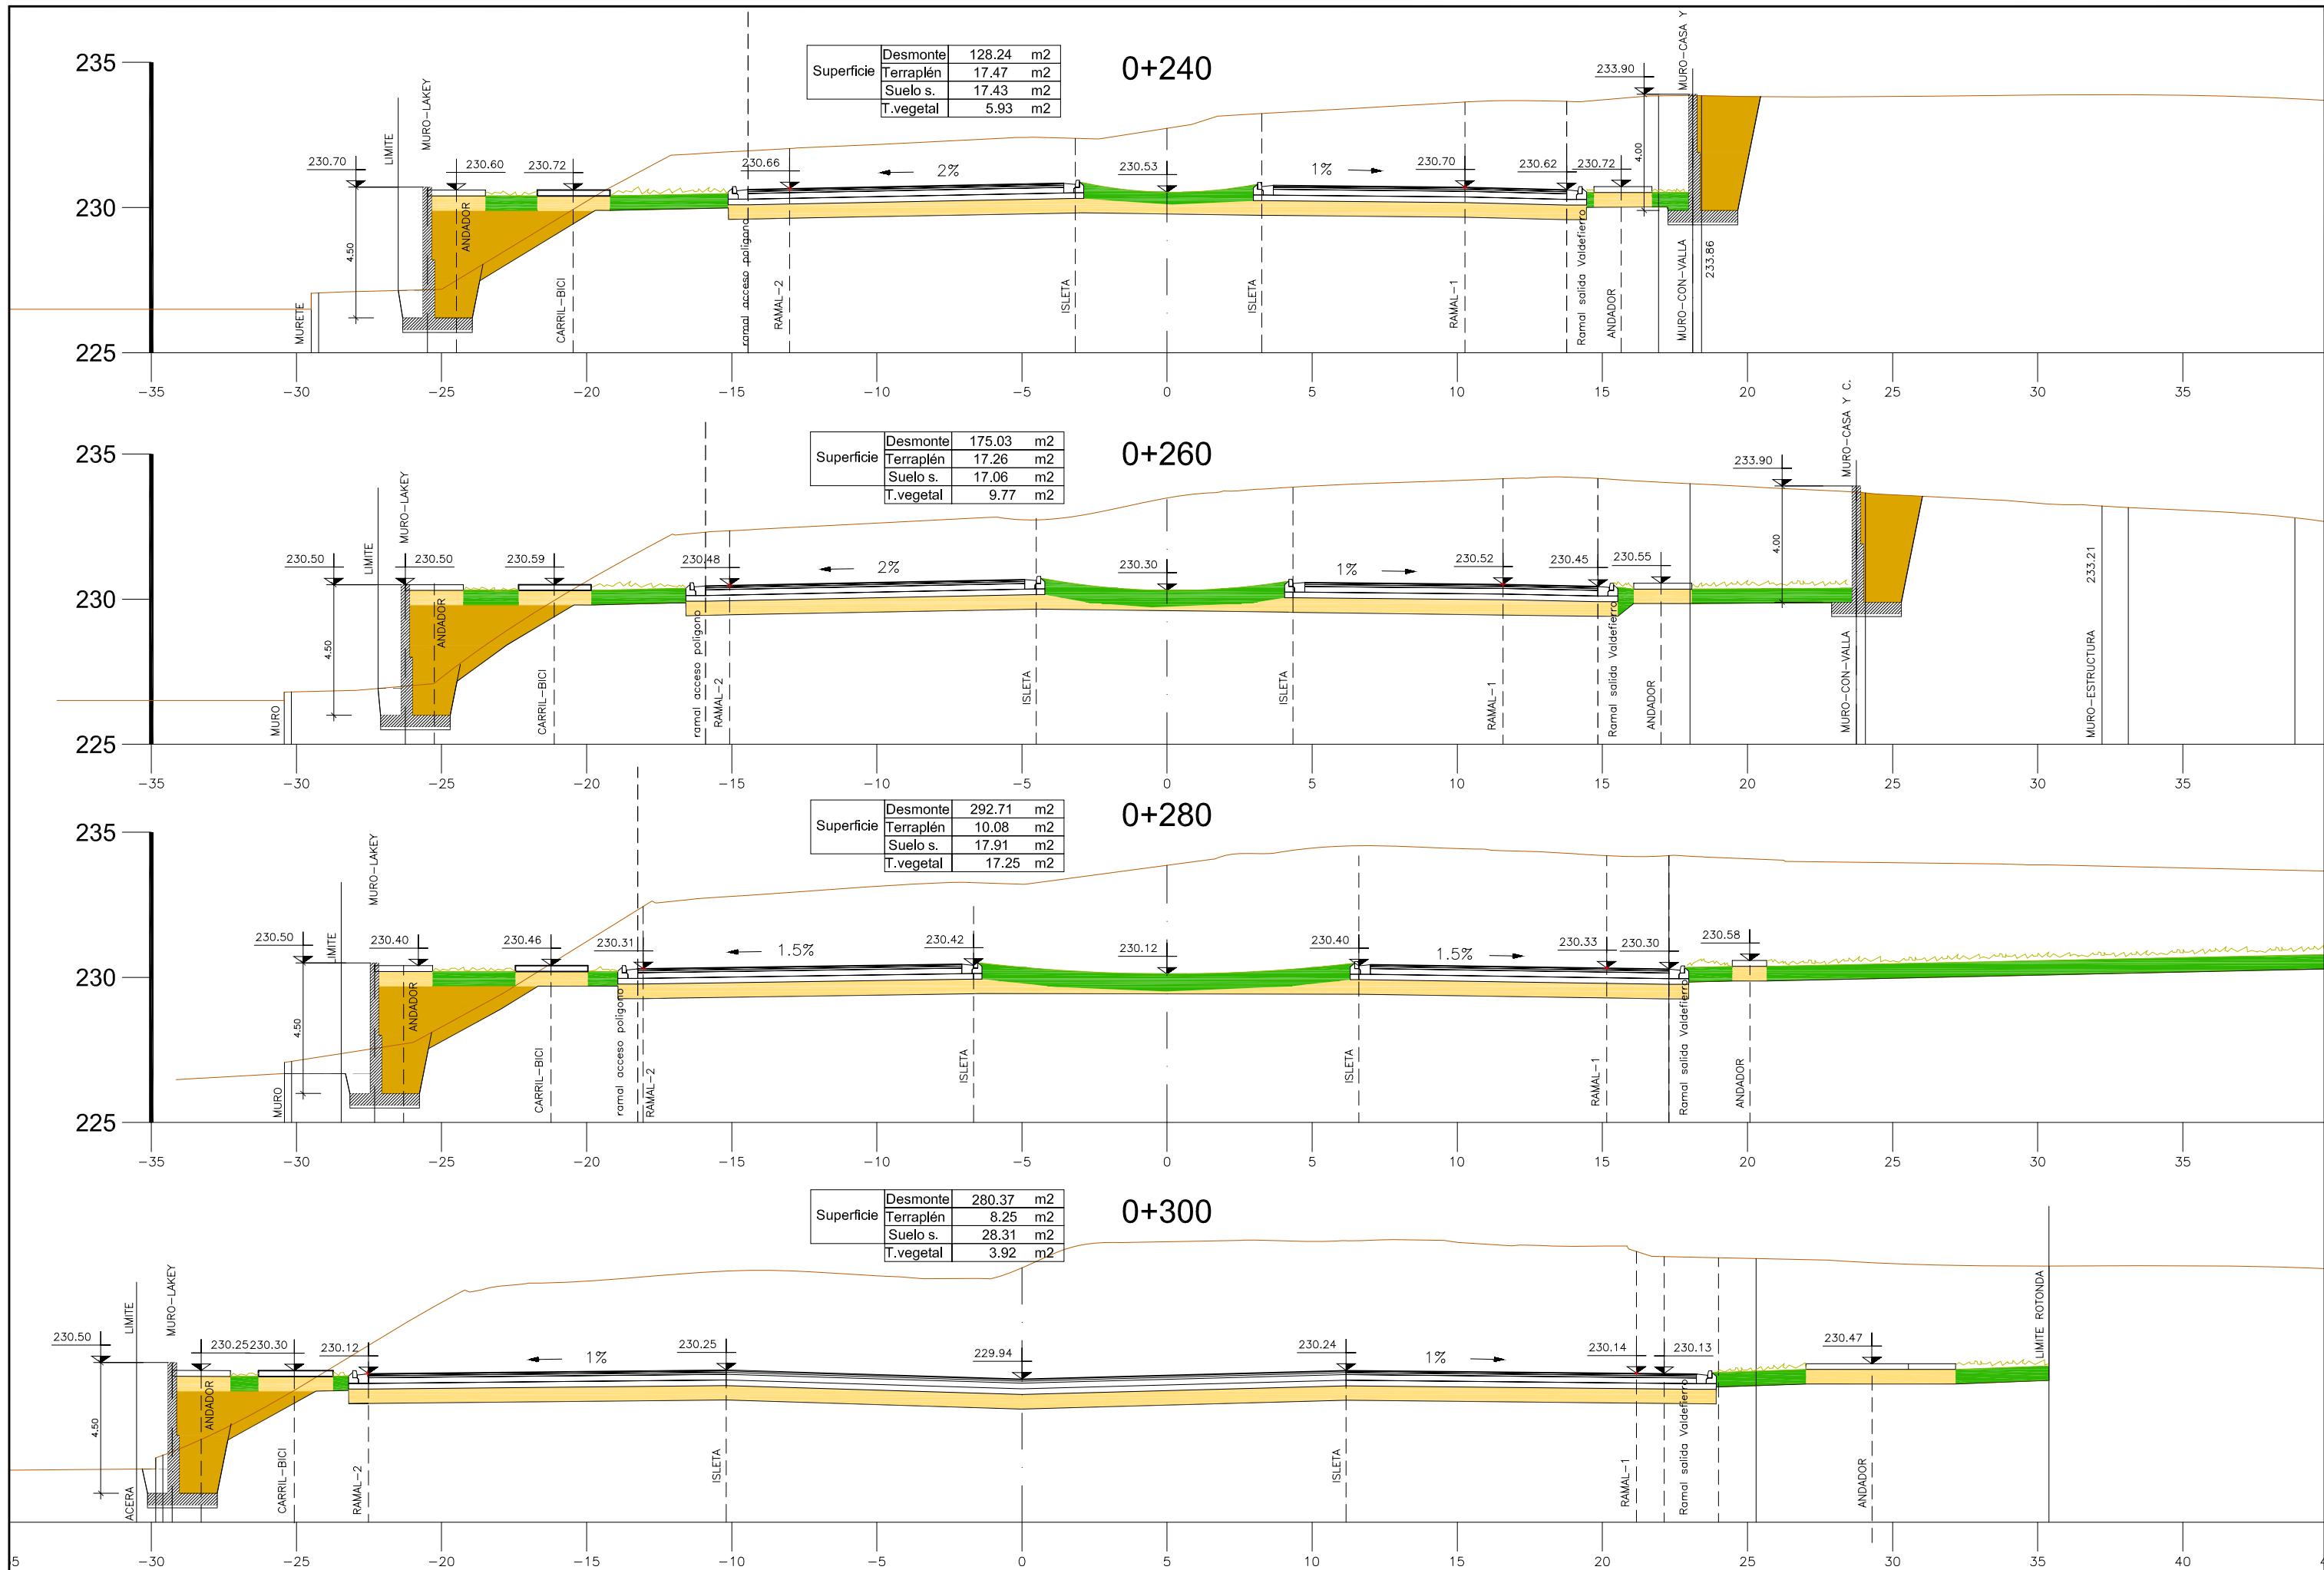 0+240
Superficie
Desmonte 128.24 m2
Terraplén 17.47 m2
Suelo s. 17.43 m2
T.vegetal 5.93 m2
235
230
225
230.70
LIMITE
MURO-LAKEY
230.60
230.72
230.66
2%
230.53
1%
230.70
230.62
230.72
233.90
MURO-CASA Y
4.50
4.00
MURETE
ANDADOR
CARRIL-BICI
ramal acceso poligono
RAMAL-2
ISLETA
ISLETA
RAMAL-1
Ramal salida Valdefierro
ANDADOR
MURO-CON-VALLA
233.86
-35 -30 -25 -20 -15 -10 -5 0 5 10 15 20 25 30 35
0+260
Superficie
Desmonte 175.03 m2
Terraplén 17.26 m2
Suelo s. 17.06 m2
T.vegetal 9.77 m2
235
230
225
230.50
LIMITE
MURO-LAKEY
230.50
230.59
230.48
2%
230.30
1%
230.52
230.45
230.55
233.90
MURO-CASA Y C.
4.50
4.00
MURO
ANDADOR
CARRIL-BICI
ramal acceso poligono
RAMAL-2
ISLETA
ISLETA
RAMAL-1
Ramal salida Valdefierro
ANDADOR
MURO-CON-VALLA
MURO-ESTRUCTURA
233.21
-35 -30 -25 -20 -15 -10 -5 0 5 10 15 20 25 30 35
0+280
Superficie
Desmonte 292.71 m2
Terraplén 10.08 m2
Suelo s. 17.91 m2
T.vegetal 17.25 m2
235
230
225
230.50
LIMITE
MURO-LAKEY
230.40
230.46
230.31
1.5%
230.42
230.12
230.40
1.5%
230.33
230.30
230.58
4.50
MURO
ANDADOR
CARRIL-BICI
ramal acceso poligono
RAMAL-2
ISLETA
ISLETA
RAMAL-1
Ramal salida Valdefierro
ANDADOR
-35 -30 -25 -20 -15 -10 -5 0 5 10 15 20 25 30 35
0+300
Superficie
Desmonte 280.37 m2
Terraplén 8.25 m2
Suelo s. 28.31 m2
T.vegetal 3.92 m2
230.50
LIMITE
MURO-LAKEY
230.25
230.30
230.12
1%
230.25
229.94
230.24
1%
230.14
230.13
230.47
LIMITE ROTONDA
4.50
ACERA
ANDADOR
CARRIL-BICI
RAMAL-2
ISLETA
ISLETA
RAMAL-1
Ramal salida Valdefierro
ANDADOR
-30 -25 -20 -15 -10 -5 0 5 10 15 20 25 30 35